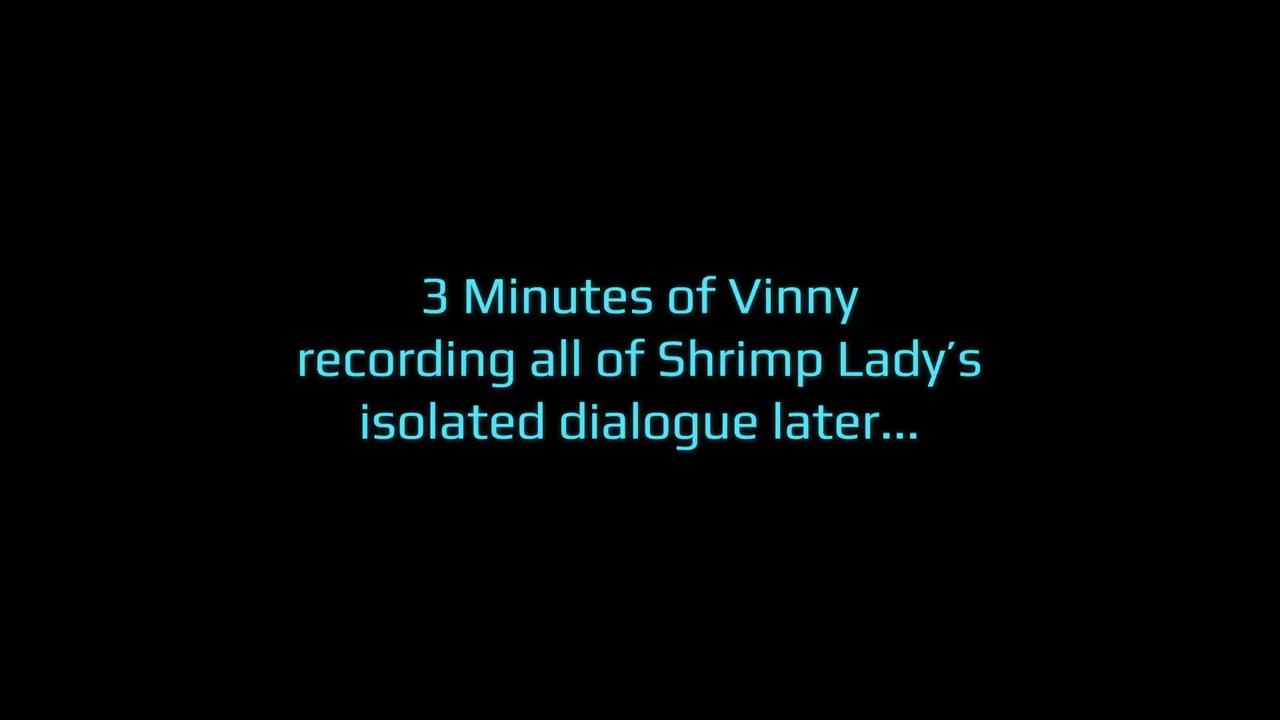 3 Minutes of Vinny
recording all of Shrimp Lady's
isolated dialogue later...